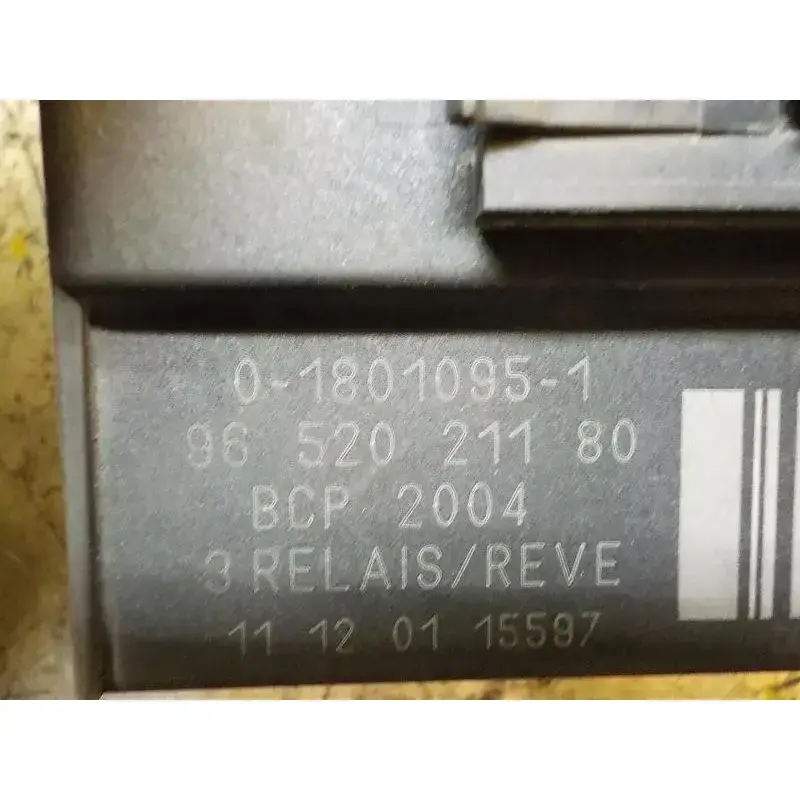 0-1801095-1
96 520 211 80
BCP 2004
3 RELAIS/REVE
11 12 01 15597